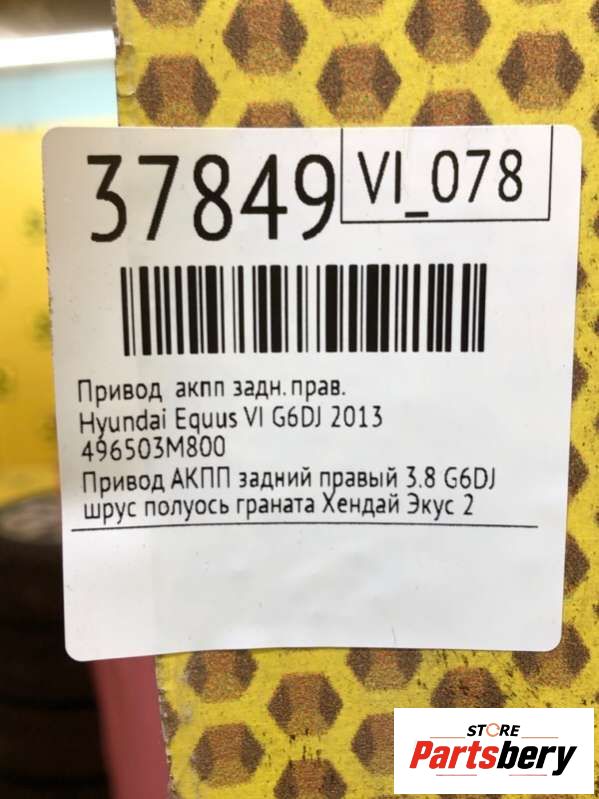 37849
VI_078
Привод акпп задн. прав.
Hyundai Equus VI G6DJ 2013
496503M800
Привод АКПП задний правый 3.8 G6DJ
шрус полуось граната Хендай Экус 2
STORE
Partsbery